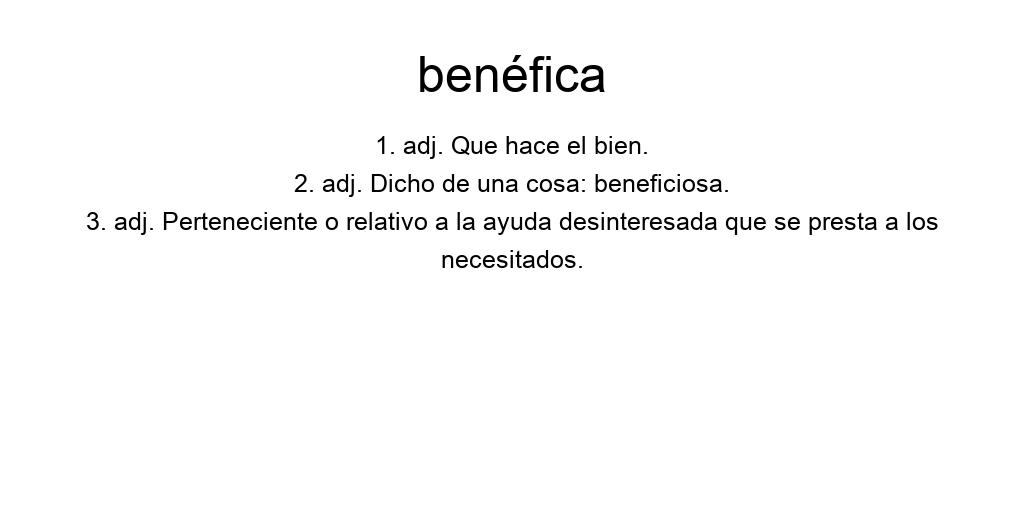 benéfica
1. adj. Que hace el bien.
2. adj. Dicho de una cosa: beneficiosa.
3. adj. Perteneciente o relativo a la ayuda desinteresada que se presta a los
necesitados.